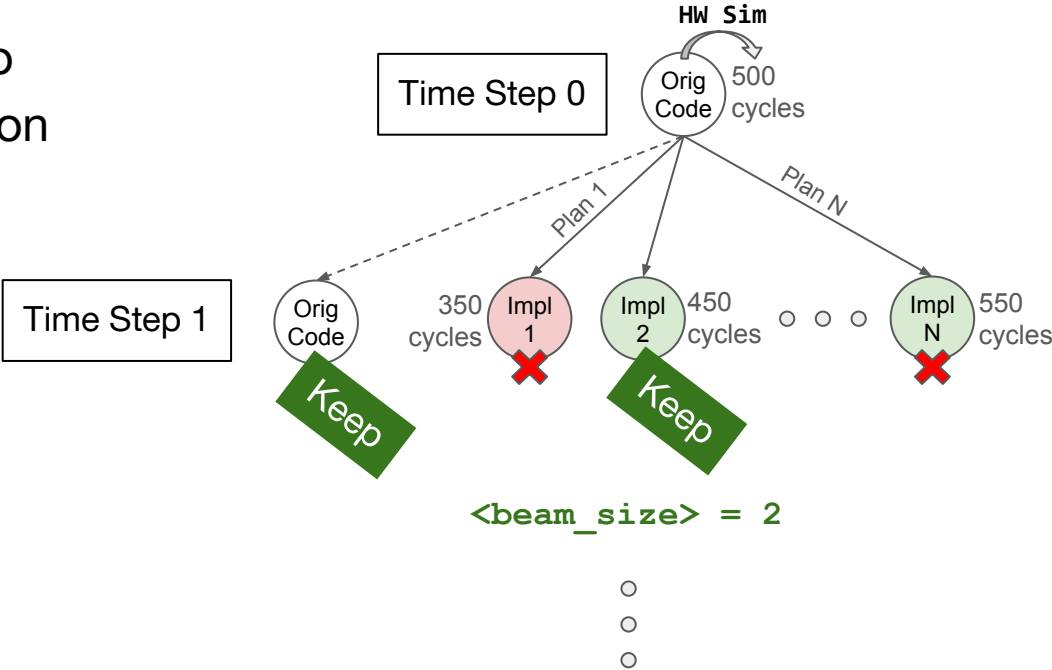 HW Sim
on
Time Step 0
Orig
Code
500
cycles
Plan 1
Plan N
Time Step 1
Orig
Code
350
cycles
Impl
1
Impl
2
450
cycles
Impl
N
550
cycles
Keep
Keep
<beam_size> = 2